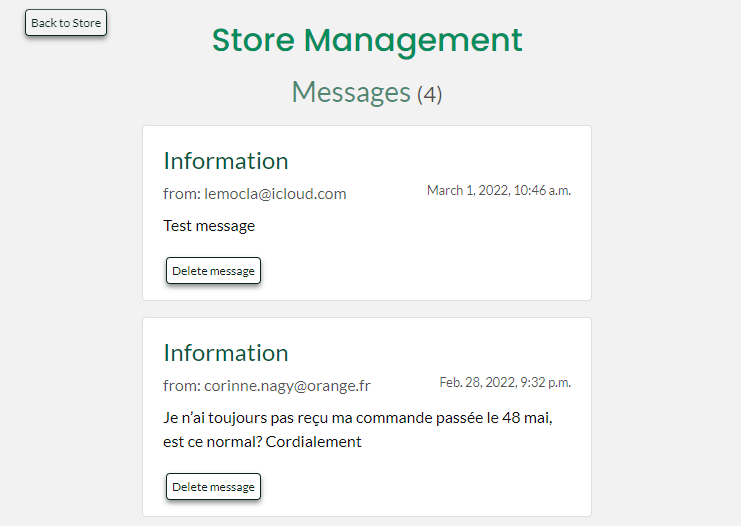 Back to Store
Store Management
Messages (4)
Information
from: lemocla@icloud.com
March 1, 2022, 10:46 a.m.
Test message
Delete message
Information
from: corinne.nagy@orange.fr
Feb. 28, 2022, 9:32 p.m.
Je n’ai toujours pas reçu ma commande passée le 48 mai,
est ce normal? Cordialement
Delete message